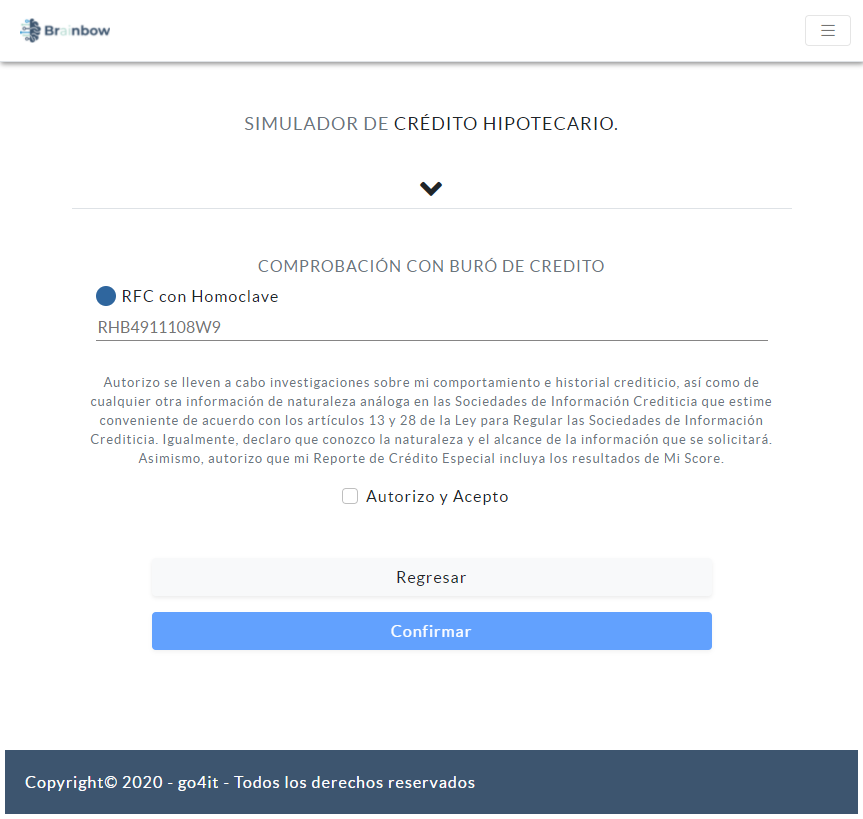 Brainbow
SIMULADOR DE CRÉDITO HIPOTECARIO.
COMPROBACIÓN CON BURÓ DE CREDITO
RFC con Homoclave
RHB4911108W9
Autorizo se lleven a cabo investigaciones sobre mi comportamiento e historial crediticio, así como de
cualquier otra información de naturaleza análoga en las Sociedades de Información Crediticia que estime
conveniente de acuerdo con los artículos 13 y 28 de la Ley para Regular las Sociedades de Información
Crediticia. Igualmente, declaro que conozco la naturaleza y el alcance de la información que se solicitará.
Asimismo, autorizo que mi Reporte de Crédito Especial incluya los resultados de Mi Score.
Autorizo y Acepto
Regresar
Confirmar
Copyright© 2020 - go4it - Todos los derechos reservados